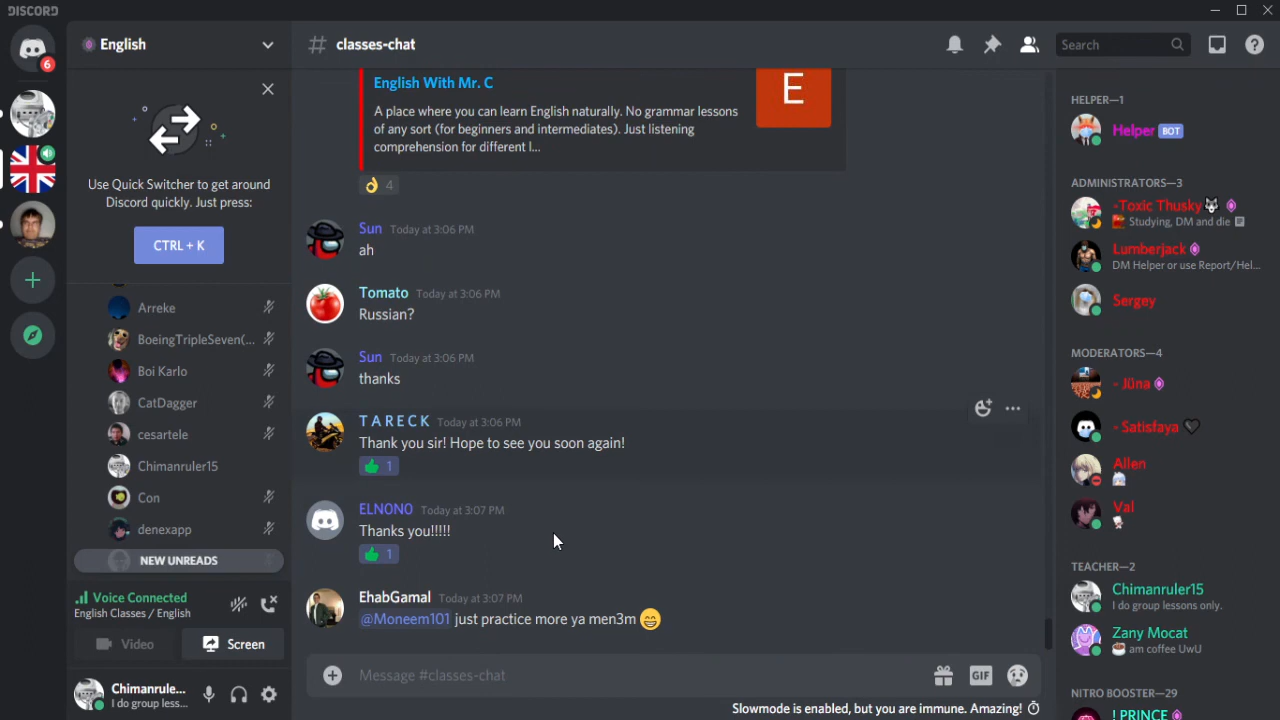 DISCORD
6
English
Use Quick Switcher to get around
Discord quickly. Just press:
CTRL + K
Arreke
BoeingTripleSeven(...
Boi Karlo
CatDagger
cesartele
Chimanruler15
Con
denexapp
NEW UNREADS
Voice Connected
English Classes / English
Video
Screen
Chimanrule...
I do group less...
# classes-chat
Search
English With Mr. C
A place where you can learn English naturally. No grammar lessons
of any sort (for beginners and intermediates). Just listening
comprehension for different l...
E
👌 4
Sun Today at 3:06 PM
ah
Tomato Today at 3:06 PM
Russian?
Sun Today at 3:06 PM
thanks
T A R E C K Today at 3:06 PM
Thank you sir! Hope to see you soon again!
1
ELN0N0 Today at 3:07 PM
Thanks you!!!!!
1
EhabGamal Today at 3:07 PM
@Moneem101 just practice more ya men3m 😁
Message #classes-chat
GIF
Slowmode is enabled, but you are immune. Amazing!
HELPER—1
Helper BOT
ADMINISTRATORS—3
Toxic Thusky
Studying, DM and die
Lumberjack
DM Helper or use Report/Hel...
Sergey
MODERATORS—4
Jüna
Satisfaya
Allen
Val
TEACHER—2
Chimanruler15
I do group lessons only.
Zany Mocat
am coffee UwU
NITRO BOOSTER—29
! PRINCE